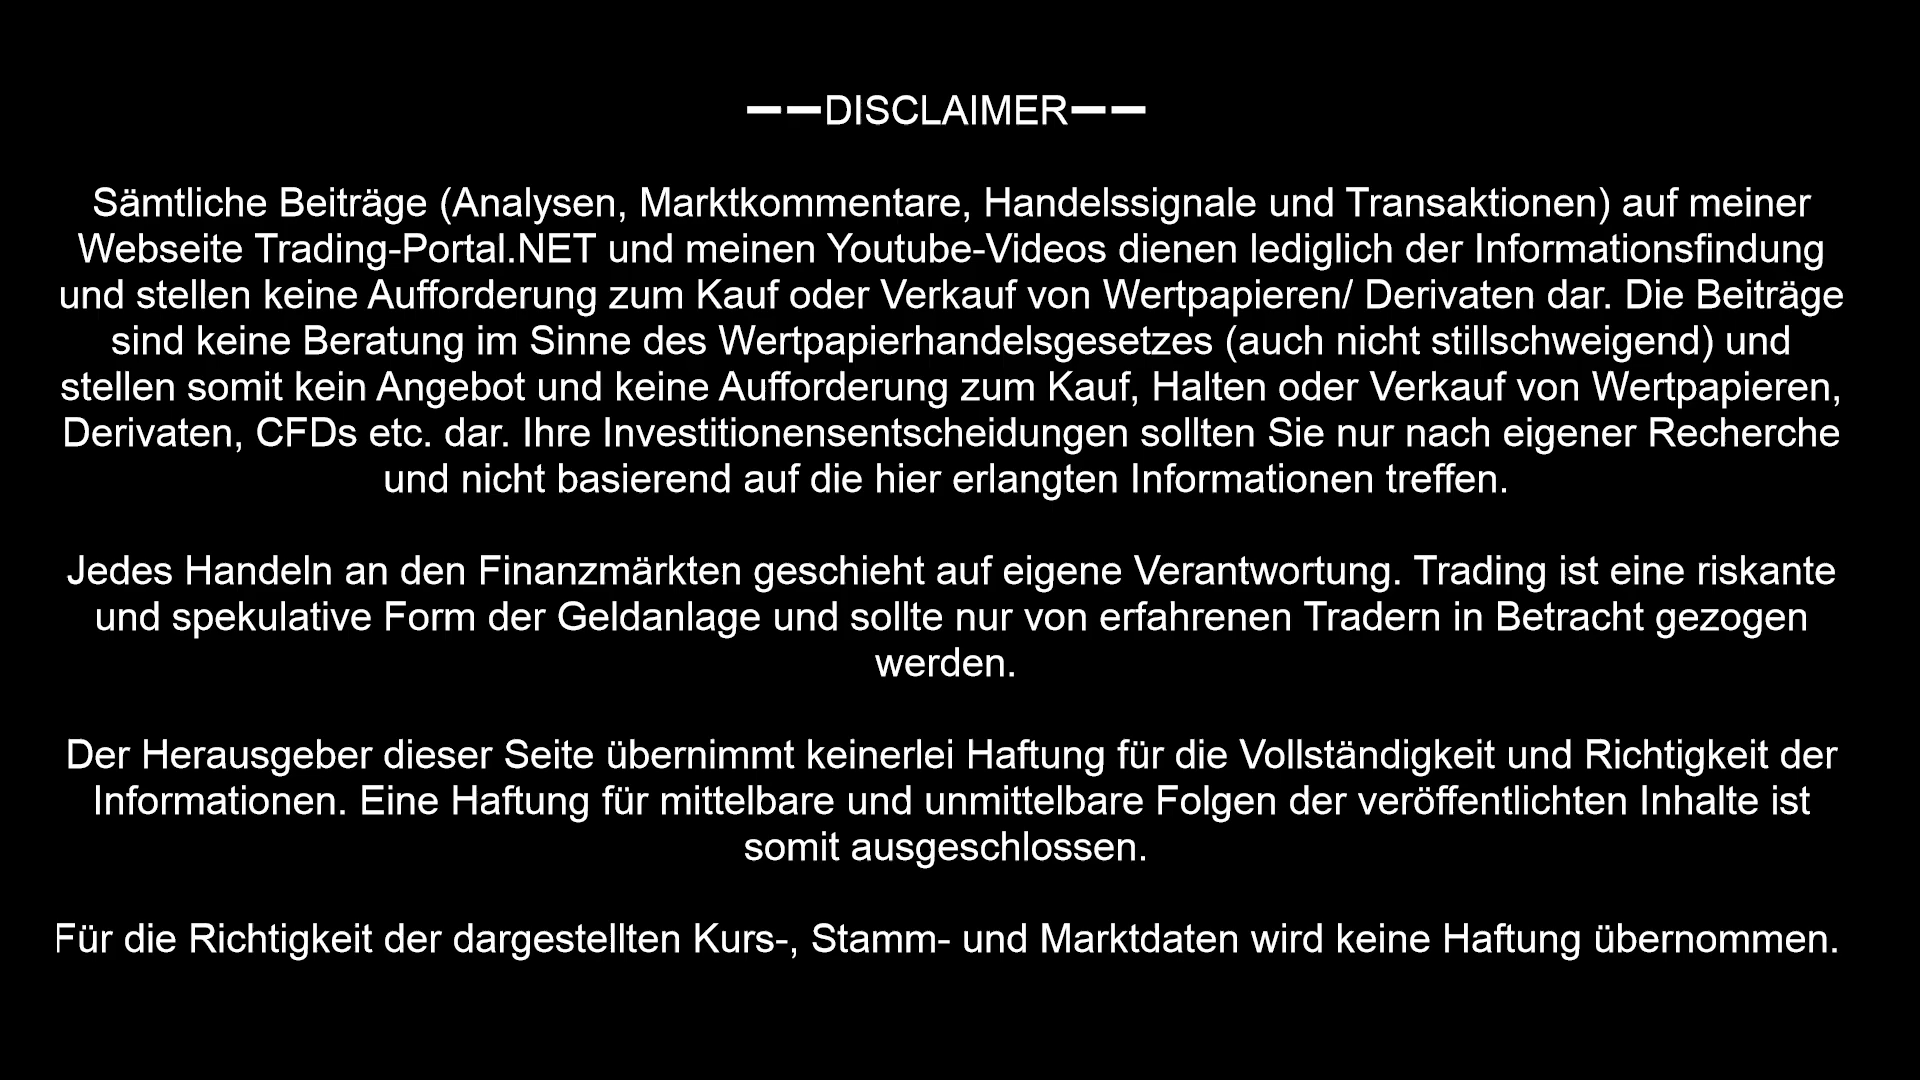 ——DISCLAIMER——
Sämtliche Beiträge (Analysen, Marktkommentare, Handelssignale und Transaktionen) auf meiner
Webseite Trading-Portal.NET und meinen Youtube-Videos dienen lediglich der Informationsfindung
und stellen keine Aufforderung zum Kauf oder Verkauf von Wertpapieren/ Derivaten dar. Die Beiträge
sind keine Beratung im Sinne des Wertpapierhandelsgesetzes (auch nicht stillschweigend) und
stellen somit kein Angebot und keine Aufforderung zum Kauf, Halten oder Verkauf von Wertpapieren,
Derivaten, CFDs etc. dar. Ihre Investitionensentscheidungen sollten Sie nur nach eigener Recherche
und nicht basierend auf die hier erlangten Informationen treffen.
Jedes Handeln an den Finanzmärkten geschieht auf eigene Verantwortung. Trading ist eine riskante
und spekulative Form der Geldanlage und sollte nur von erfahrenen Tradern in Betracht gezogen
werden.
Der Herausgeber dieser Seite übernimmt keinerlei Haftung für die Vollständigkeit und Richtigkeit der
Informationen. Eine Haftung für mittelbare und unmittelbare Folgen der veröffentlichten Inhalte ist
somit ausgeschlossen.
Für die Richtigkeit der dargestellten Kurs-, Stamm- und Marktdaten wird keine Haftung übernommen.